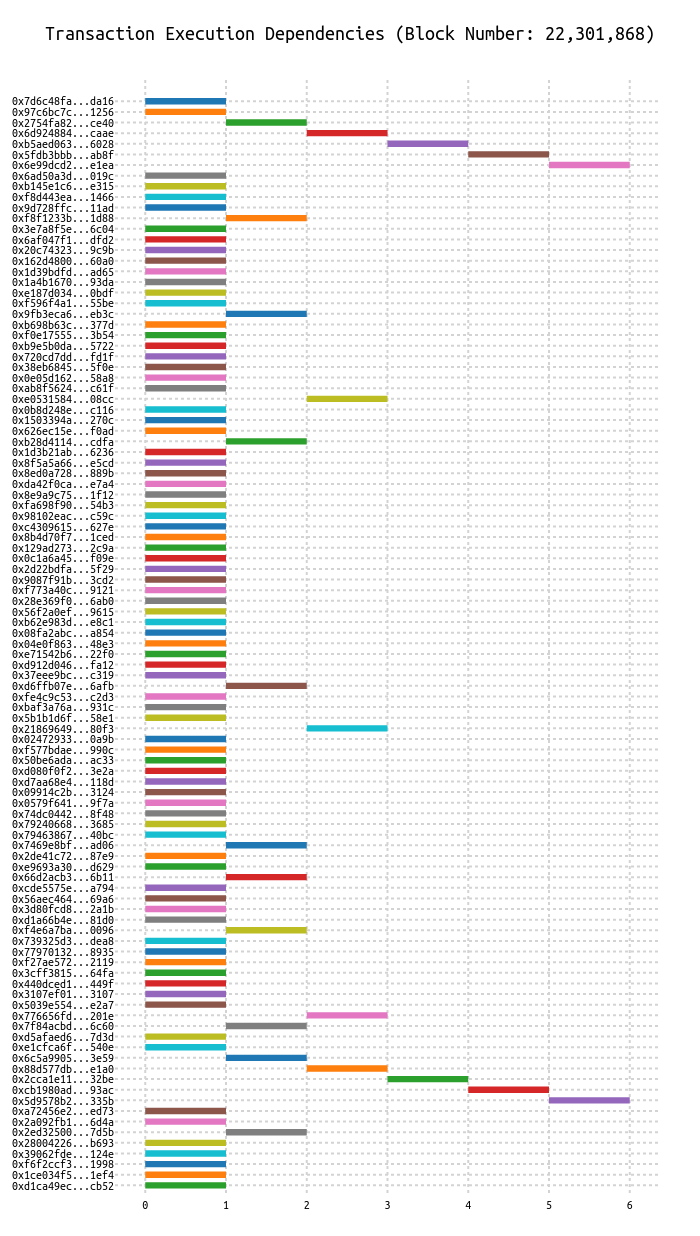 Transaction Execution Dependencies (Block Number: 22,301,868)
0x7d6c48fa...da16
0x97c6bc7c...1256
0x2754fa82...ce40
0x6d924884...caae
0xb5aed063...6028
0x5fdb3bbb...ab8f
0x6e99dcd2...e1ea
0x6ad50a3d...019c
0xb145e1c6...e315
0xf8d443ea...1466
0x9d728ffc...11ad
0xf8f1233b...1d88
0x3e7a8f5e...6c04
0x6af047f1...dfd2
0x20c74323...9c9b
0x162d4800...60a0
0x1d39bdfd...ad65
0x1a4b1670...93da
0xe187d034...0bdf
0xf596f4a1...55be
0x9fb3eca6...eb3c
0xb698b63c...377d
0xf0e17555...3b54
0xb9e5b0da...5722
0x720cd7dd...fd1f
0x38eb6845...5f0e
0x0e05d162...58a8
0xab8f5624...c61f
0xe0531584...08cc
0x0b8d248e...c116
0x1503394a...270c
0x626ec15e...f0ad
0xb28d4114...cdfa
0x1d3b21ab...6236
0x8f5a5a66...e5cd
0x8ed0a728...889b
0xda42f0ca...e7a4
0x8e9a9c75...1f12
0xfa698f90...54b3
0x98102eac...c59c
0xc4309615...627e
0x8b4d70f7...1ced
0x129ad273...2c9a
0x0c1a6a45...f09e
0x2d22bdfa...5f29
0x9087f91b...3cd2
0xf773a40c...9121
0x28e369f0...6ab0
0x56f2a0ef...9615
0xb62e983d...e8c1
0x08fa2abc...a854
0x04e0f863...48e3
0xe71542b6...22f0
0xd912d046...fa12
0x37eee9bc...c319
0xd6ffb07e...6afb
0xfe4c9c53...c2d3
0xbaf3a76a...931c
0x5b1b1d6f...58e1
0x21869649...80f3
0x02472933...0a9b
0xf577bdae...990c
0x50be6ada...ac33
0xd080f0f2...3e2a
0xd7aa68e4...118d
0x09914c2b...3124
0x0579f641...9f7a
0x74dc0442...8f48
0x79240668...3685
0x79463867...40bc
0x7469e8bf...ad06
0x2de41c72...87e9
0xe9693a30...d629
0x66d2acb3...6b11
0xcde5575e...a794
0x56aec464...69a6
0x3d80fcd8...2a1b
0xd1a66b4e...81d0
0xf4e6a7ba...0096
0x739325d3...dea8
0x77970132...8935
0xf27ae572...2119
0x3cff3815...64fa
0x440dced1...449f
0x3107ef01...3107
0x5039e554...e2a7
0x776656fd...201e
0x7f84acbd...6c60
0xd5afaed6...7d3d
0xe1cfca6f...540e
0x6c5a9905...3e59
0x88d577db...e1a0
0x2cca1e11...32be
0xcb1980ad...93ac
0x5d9578b2...335b
0xa72456e2...ed73
0x2a092fb1...6d4a
0x2ed32500...7d5b
0x28004226...b693
0x39062fde...124e
0xf6f2ccf3...1998
0x1ce034f5...1ef4
0xd1ca49ec...cb52
0 1 2 3 4 5 6